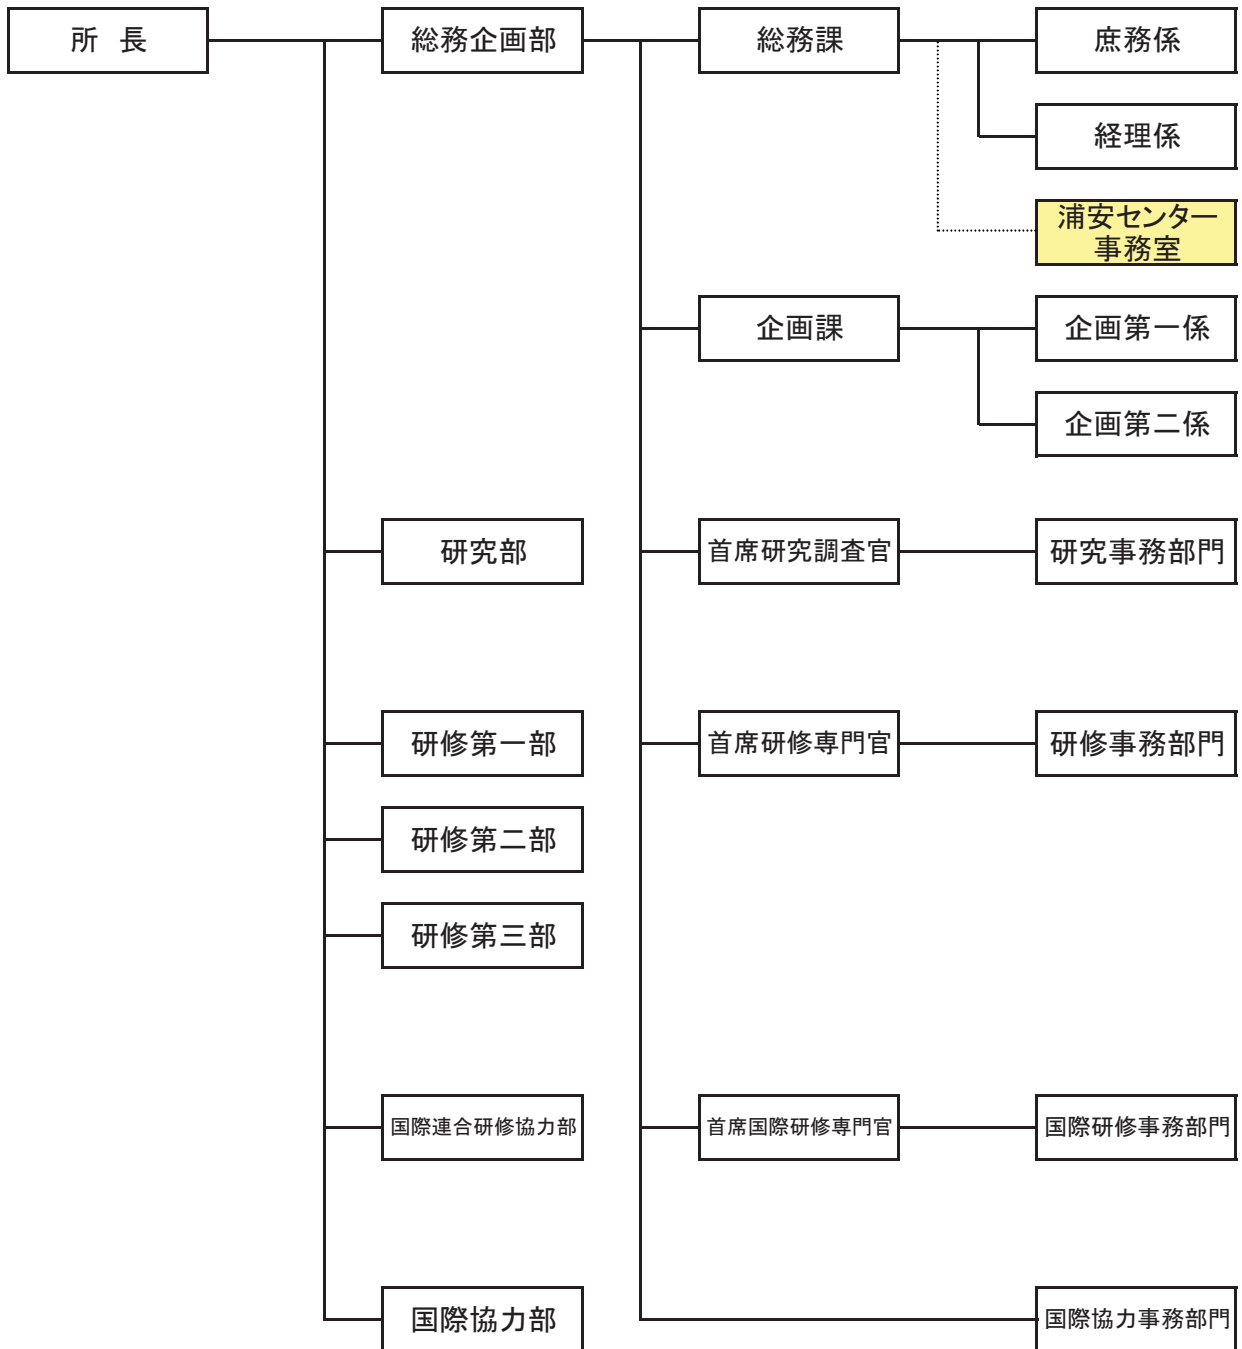 所 長
総務企画部
総務課
庶務係
経理係
浦安センター
事務室
企画課
企画第一係
企画第二係
研究部
首席研究調査官
研究事務部門
研修第一部
首席研修専門官
研修事務部門
研修第二部
研修第三部
国際連合研修協力部
首席国際研修専門官
国際研修事務部門
国際協力部
国際協力事務部門